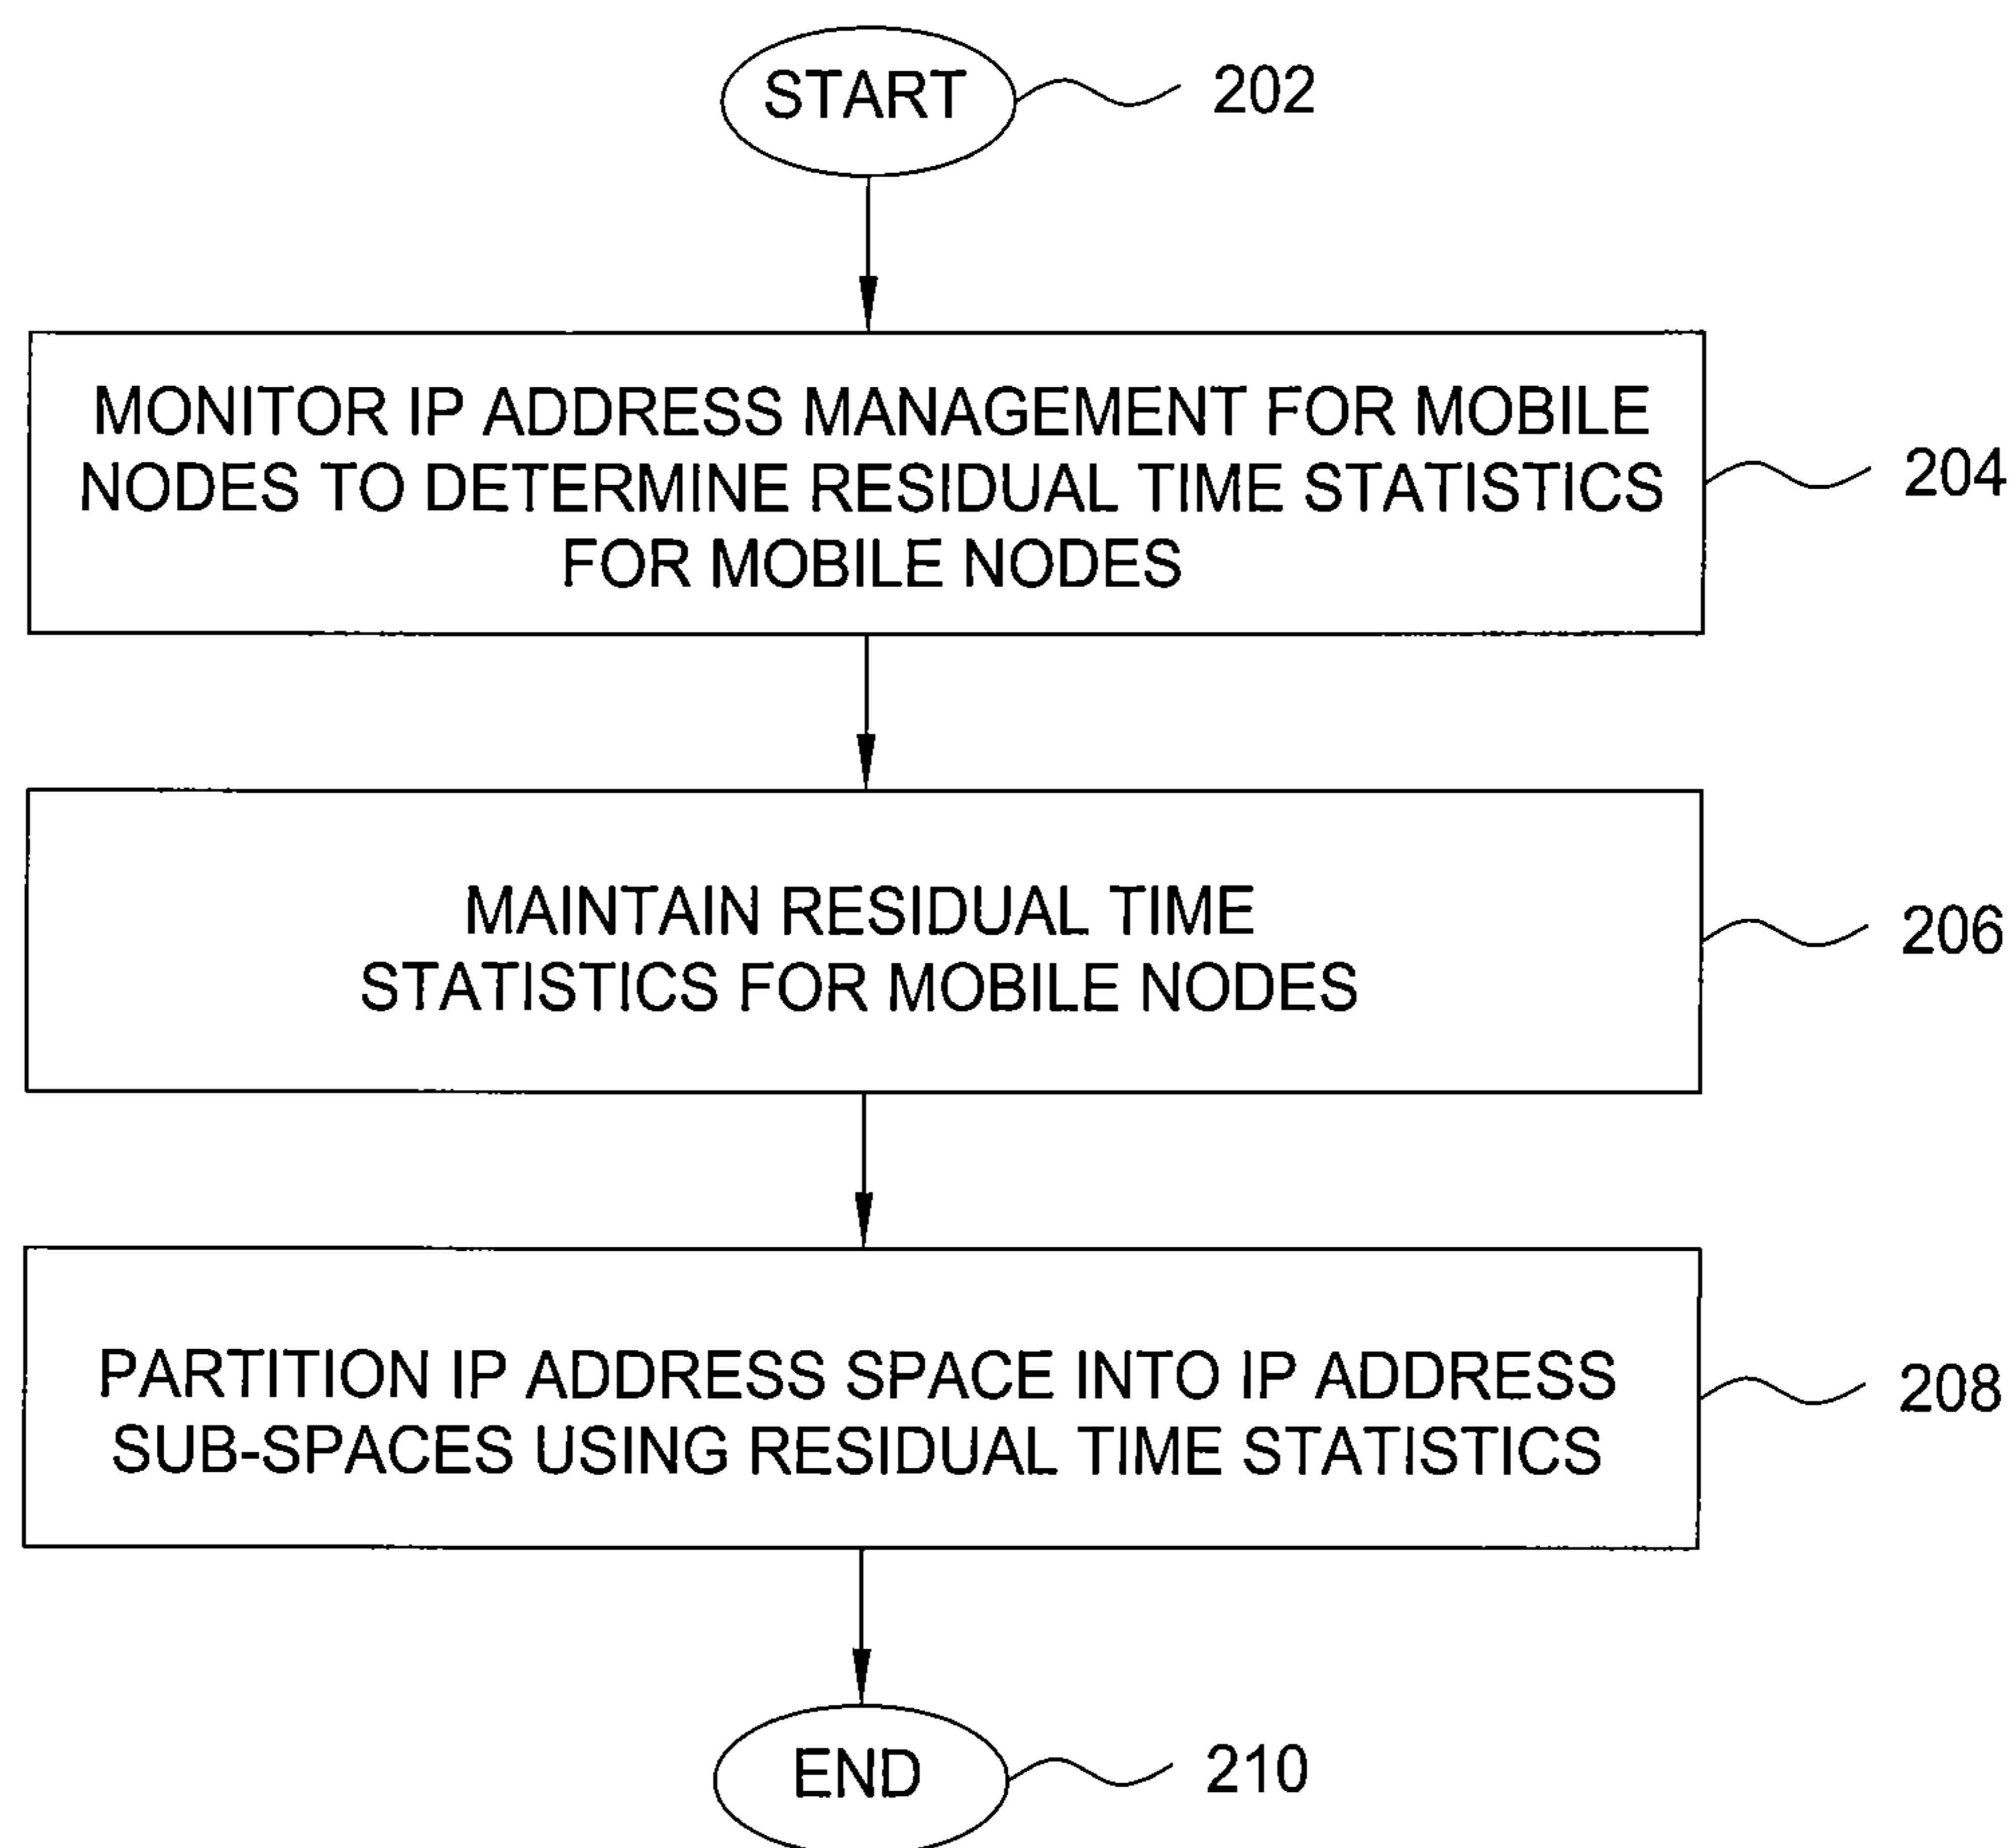 START
202
MONITOR IP ADDRESS MANAGEMENT FOR MOBILE
NODES TO DETERMINE RESIDUAL TIME STATISTICS
FOR MOBILE NODES
204
MAINTAIN RESIDUAL TIME
STATISTICS FOR MOBILE NODES
206
PARTITION IP ADDRESS SPACE INTO IP ADDRESS
SUB-SPACES USING RESIDUAL TIME STATISTICS
208
END
210